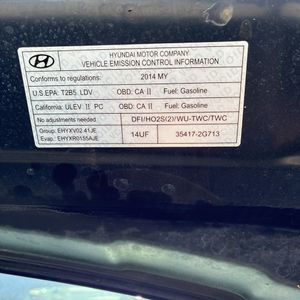 HYUNDAI MOTOR COMPANY
VEHICLE EMISSION CONTROL INFORMATION
Conforms to regulations: 2014 MY
U.S.EPA: T2B5 LDV OBD: CA II Fuel: Gasoline
California: ULEV II PC OBD: CA II Fuel: Gasoline
No adjustments needed DFI/HO2S(2)/WU-TWC/TWC
Group: EHYXV02.41JE
Evap: EHYXR0155AJE 14UF 35417-2G713